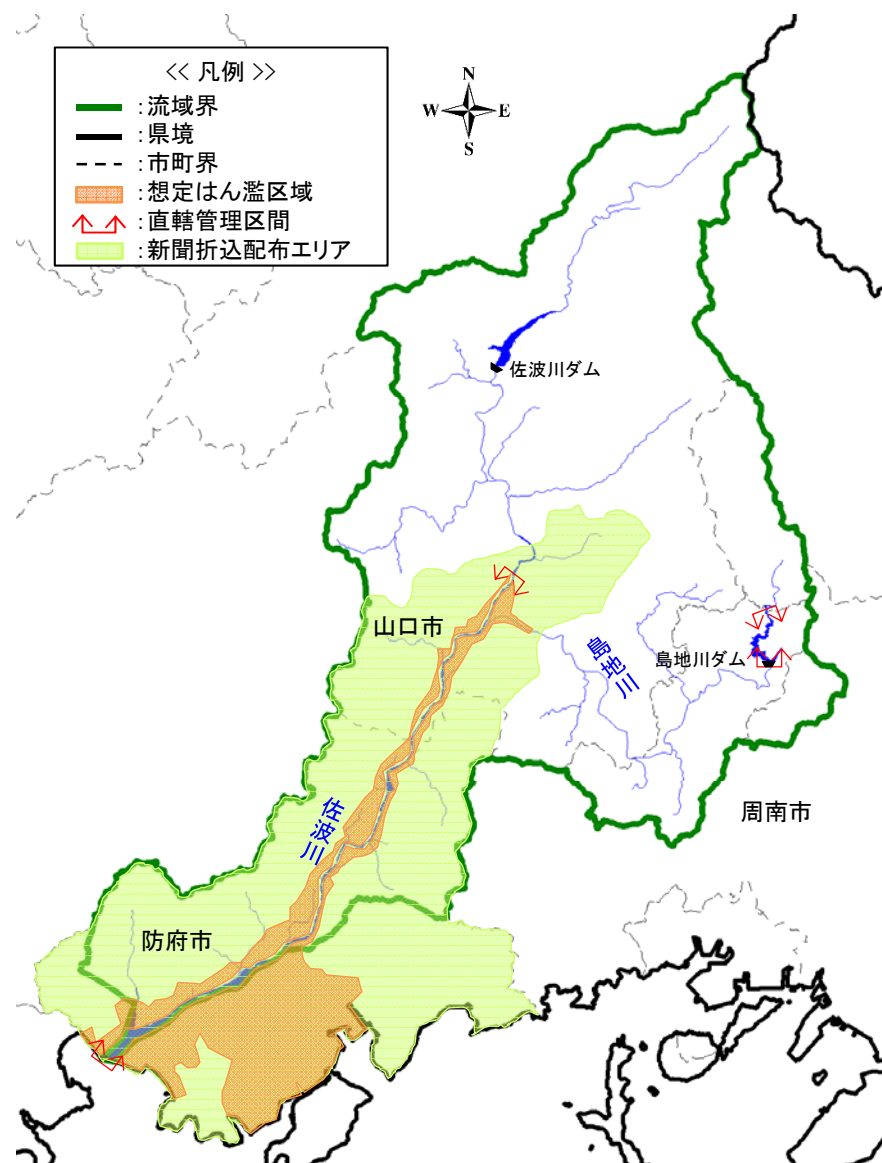 << 凡例 >>
:流域界
:県境
:市町界
:想定はん濫区域
:直轄管理区間
:新聞折込配布エリア
N
W E
S
佐波川ダム
山口市
島地川
島地川ダム
周南市
佐波川
防府市